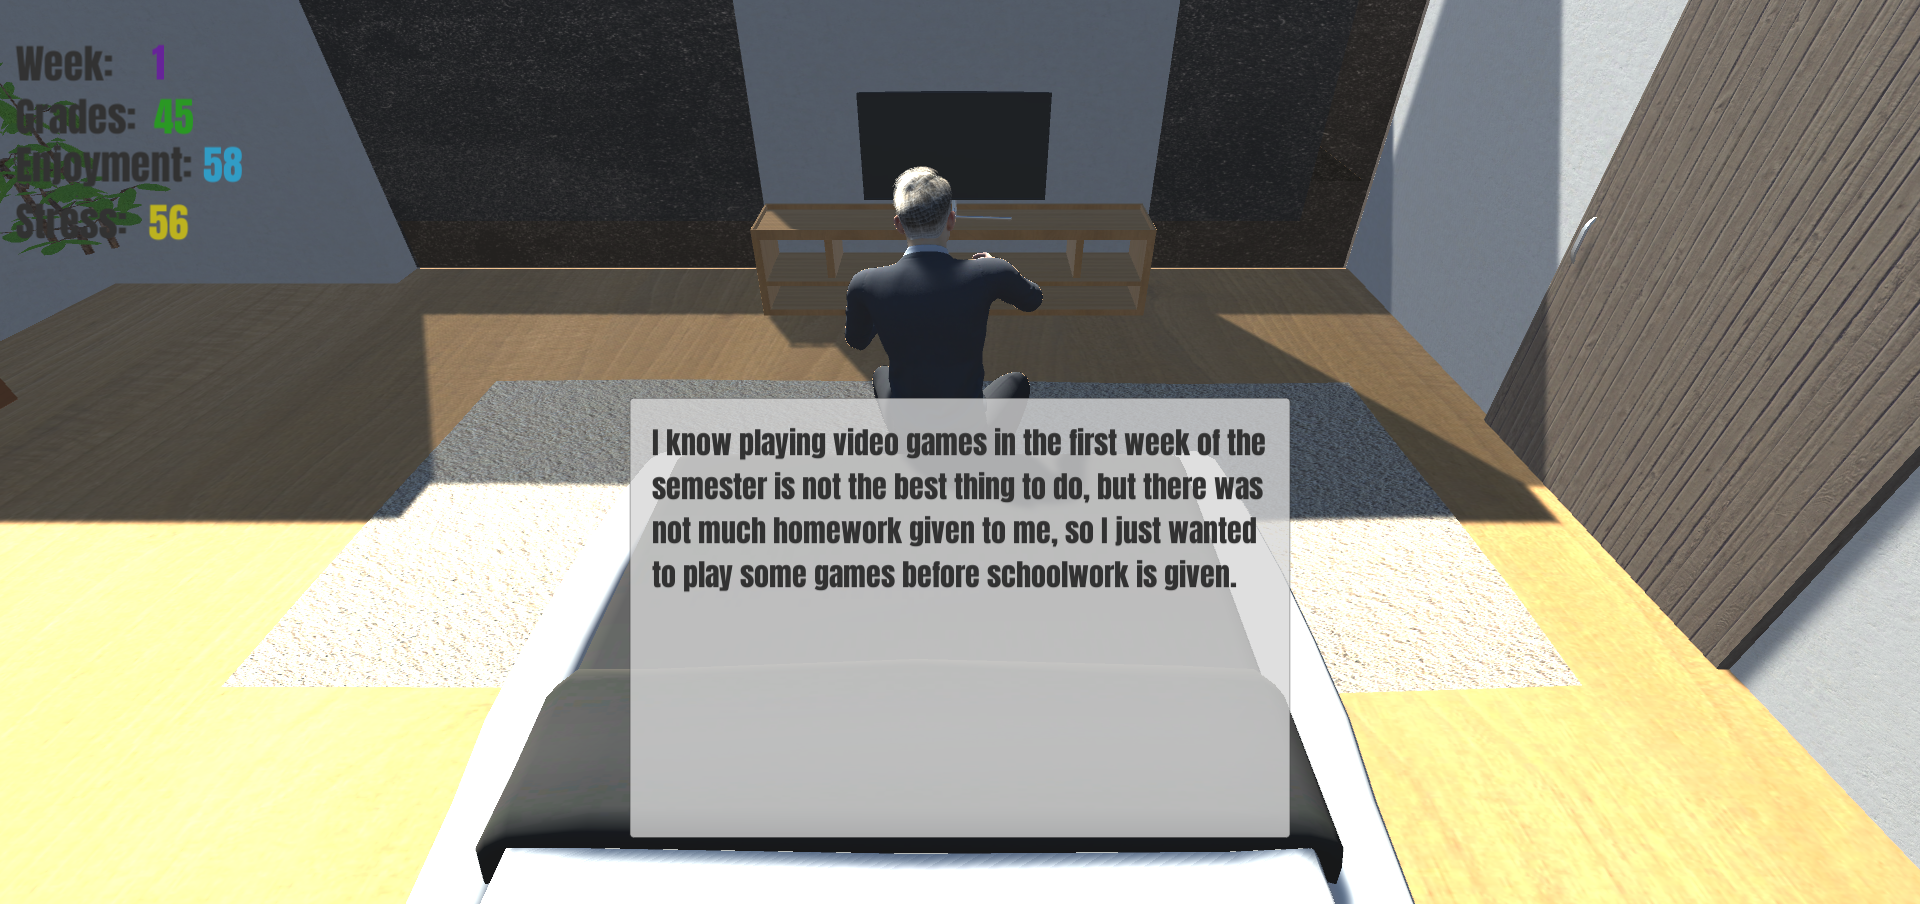 Week: 1
Grades: 45
Enjoyment: 58
Stress: 56
I know playing video games in the first week of the
semester is not the best thing to do, but there was
not much homework given to me, so I just wanted
to play some games before schoolwork is given.